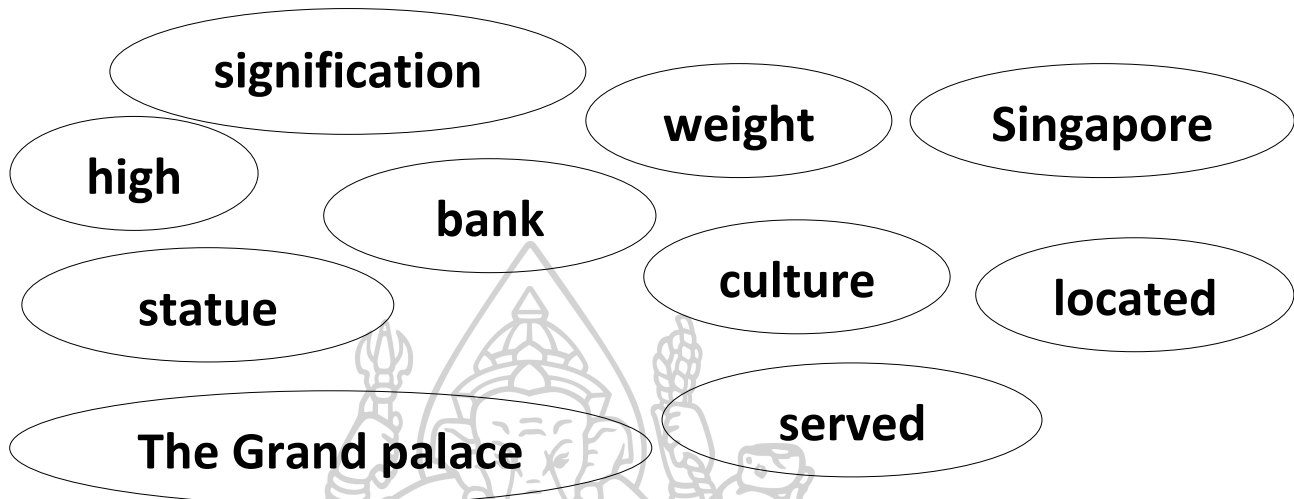 signification
weight
Singapore
high
bank
culture
located
statue
served
The Grand palace